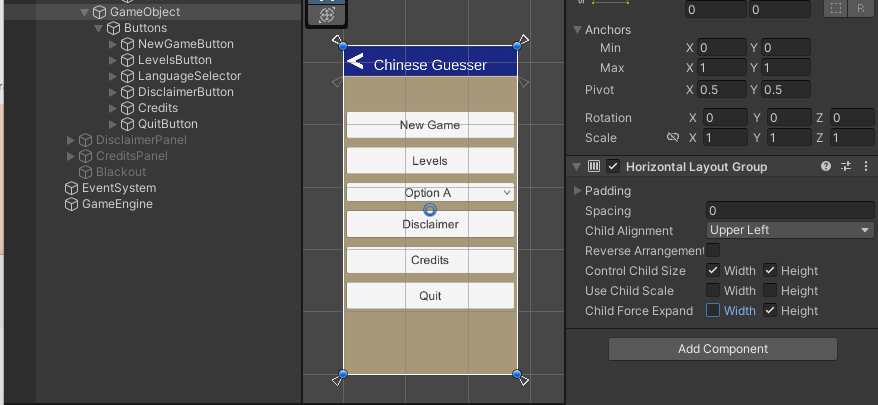 GameObject
Buttons
NewGameButton
LevelsButton
LanguageSelector
DisclaimerButton
Credits
QuitButton
DisclaimerPanel
CreditsPanel
Blackout
EventSystem
GameEngine
Chinese Guesser
New Game
Levels
Option A
Disclaimer
Credits
Quit
0 0
R
Anchors
Min X 0 Y 0
Max X 1 Y 1
Pivot X 0.5 Y 0.5
Rotation X 0 Y 0 Z 0
Scale X 1 Y 1 Z 1
Horizontal Layout Group
Padding
Spacing 0
Child Alignment Upper Left
Reverse Arrangement
Control Child Size Width Height
Use Child Scale Width Height
Child Force Expand Width Height
Add Component